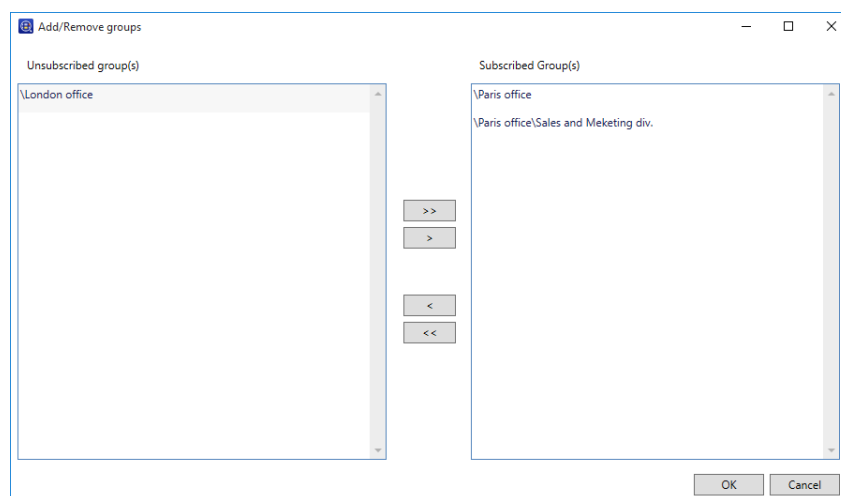 Add/Remove groups
Unsubscribed group(s)
Subscribed Group(s)
\London office
\Paris office
\Paris office\Sales and Meketing div.
>>
>
<
<<
OK
Cancel